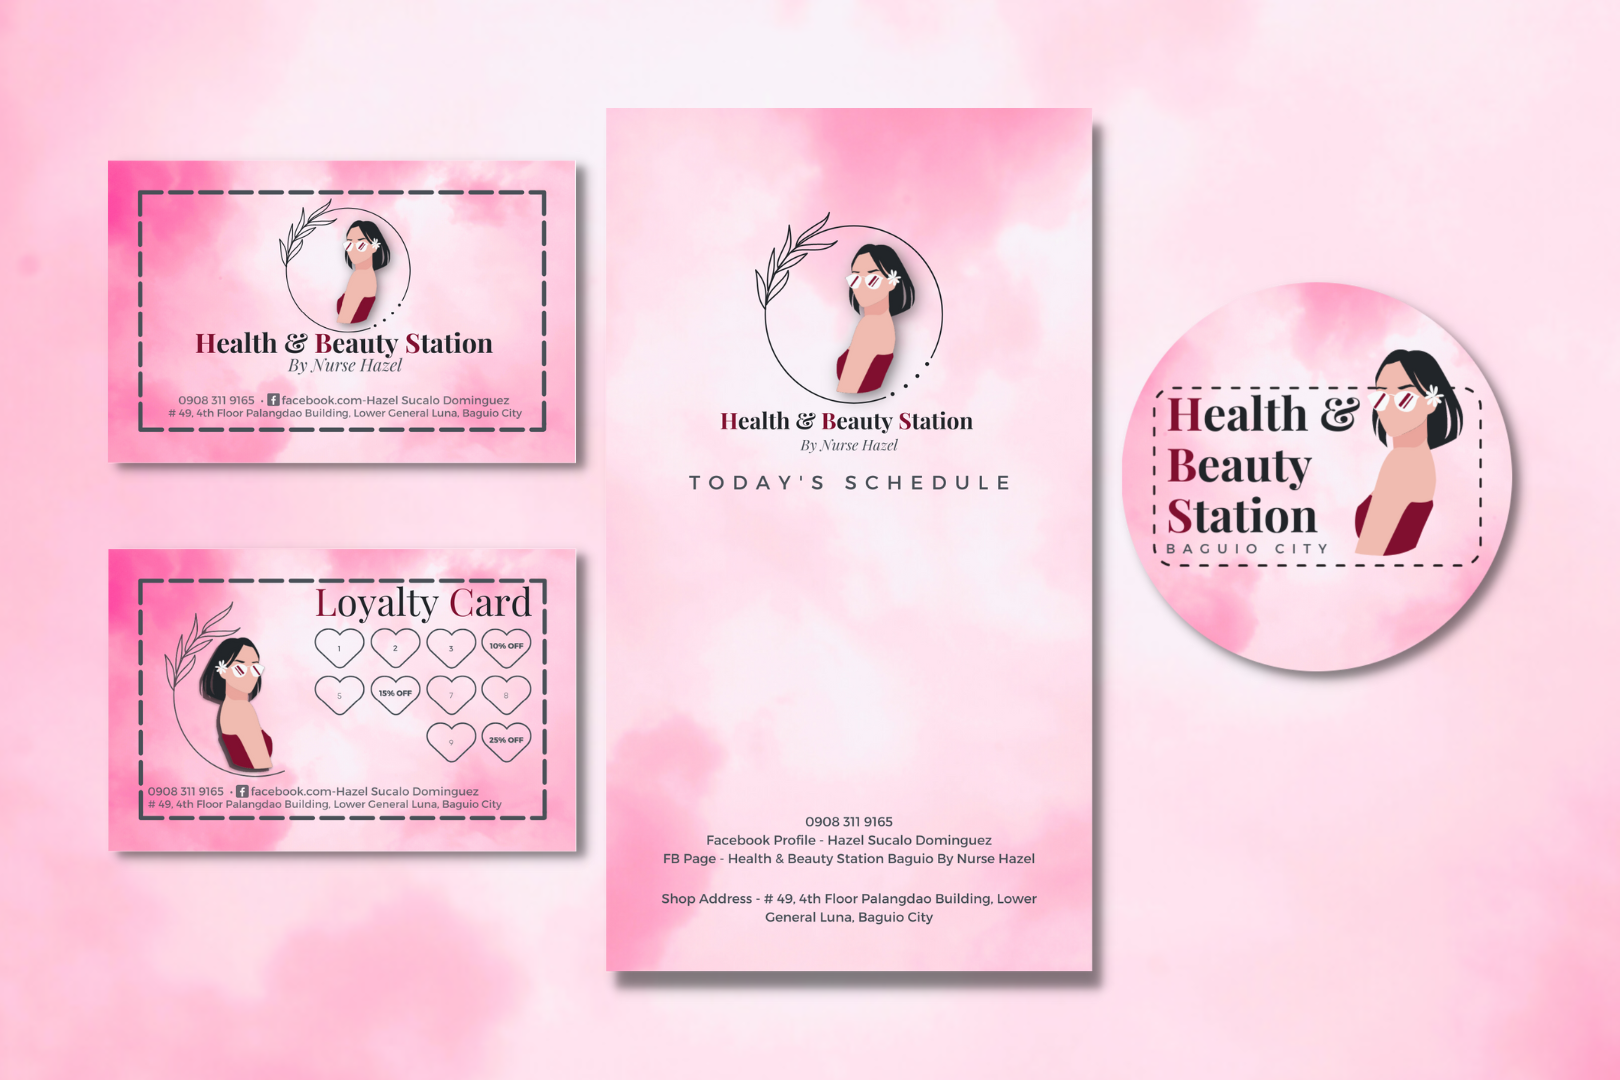 Health & Beauty Station
By Nurse Hazel
0908 311 9165 • facebook.com-Hazel Sucalo Dominguez
# 49, 4th Floor Palangdao Building, Lower General Luna, Baguio City
Loyalty Card
1 2 3 10% OFF
5 15% OFF 7 8
9 25% OFF
0908 311 9165 • facebook.com-Hazel Sucalo Dominguez
# 49, 4th Floor Palangdao Building, Lower General Luna, Baguio City
Health & Beauty Station
By Nurse Hazel
TODAY'S SCHEDULE
0908 311 9165
Facebook Profile - Hazel Sucalo Dominguez
FB Page - Health & Beauty Station Baguio By Nurse Hazel
Shop Address - # 49, 4th Floor Palangdao Building, Lower
General Luna, Baguio City
Health &
Beauty
Station
BAGUIO CITY